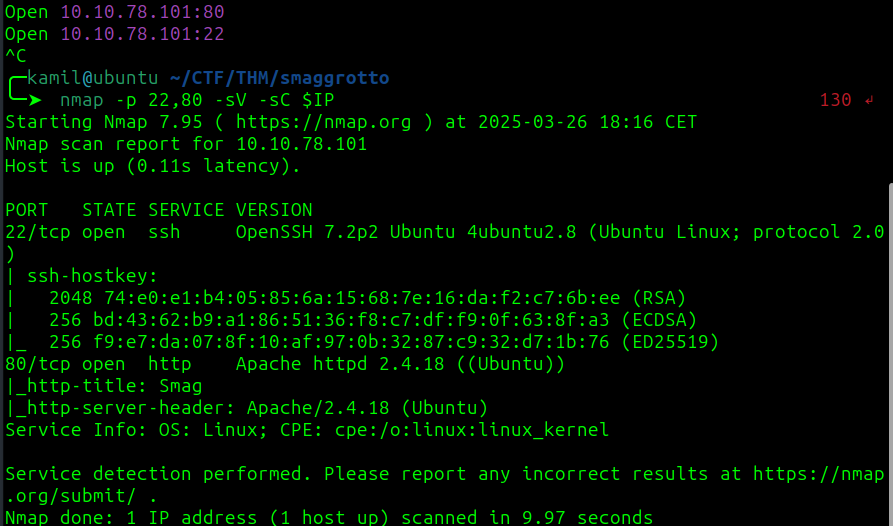 Open 10.10.78.101:80
Open 10.10.78.101:22
^C
kamil@ubuntu ~/CTF/THM/smaggrotto
nmap -p 22,80 -sV -sC $IP 130 ↲
Starting Nmap 7.95 ( https://nmap.org ) at 2025-03-26 18:16 CET
Nmap scan report for 10.10.78.101
Host is up (0.11s latency).

PORT   STATE SERVICE VERSION
22/tcp open  ssh     OpenSSH 7.2p2 Ubuntu 4ubuntu2.8 (Ubuntu Linux; protocol 2.0
)
| ssh-hostkey:
|   2048 74:e0:e1:b4:05:85:6a:15:68:7e:16:da:f2:c7:6b:ee (RSA)
|   256 bd:43:62:b9:a1:86:51:36:f8:c7:df:f9:0f:63:8f:a3 (ECDSA)
|_  256 f9:e7:da:07:8f:10:af:97:0b:32:87:c9:32:d7:1b:76 (ED25519)
80/tcp open  http    Apache httpd 2.4.18 ((Ubuntu))
|_http-title: Smag
|_http-server-header: Apache/2.4.18 (Ubuntu)
Service Info: OS: Linux; CPE: cpe:/o:linux:linux_kernel

Service detection performed. Please report any incorrect results at https://nmap
.org/submit/ .
Nmap done: 1 IP address (1 host up) scanned in 9.97 seconds